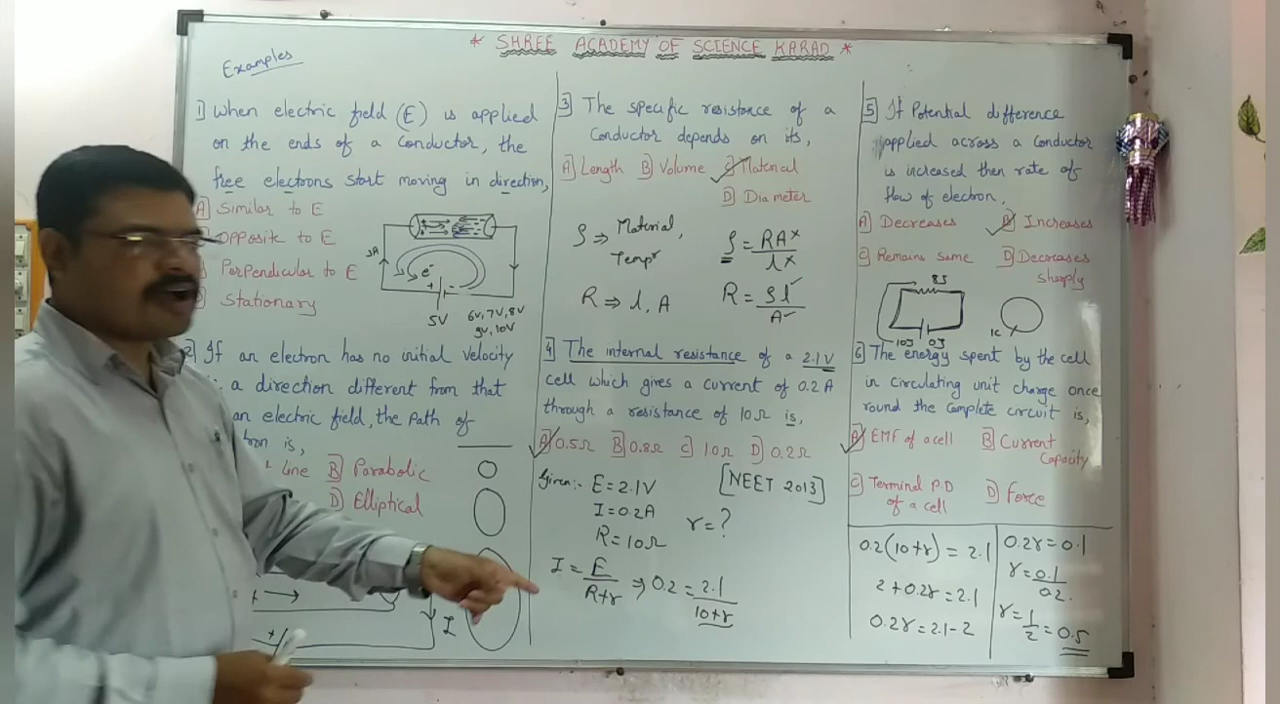 * SHREE ACADEMY OF SCIENCE KARAD *
Examples
1] When electric field (E) is applied
on the ends of a conductor, the
free electrons start moving in direction,
A] Similar to E
Opposite to E
Perpendicular to E
Stationary
e-
+ -
5V
6V, 7V, 8V
9V, 10V
2] If an electron has no initial velocity
a direction different from that
an electric field, the path of
is,
line B] Parabolic
D] Elliptical
+
I
3] The specific resistance of a
Conductor depends on its,
A] Length B] Volume C] Material
D] Diameter
ρ ⇒ Material,
Tempr
ρ = RA
l
R ⇒ l, A
R = ρl
A
4] The internal resistance of a 2.1V
cell which gives a current of 0.2 A
through a resistance of 10Ω is,
A] 0.5Ω B] 0.8Ω C] 1.0Ω D] 0.2Ω
Given:- E = 2.1V [NEET 2013]
I = 0.2A
R = 10Ω r = ?
I = E ⇒ 0.2 = 2.1
R+r 10+r
5] If Potential difference
applied across a conductor
is increased then rate of
flow of electron,
A] Decreases B] Increases
C] Remains same D] Decreases
sharply
8J
10J 0J
1C
6] The energy spent by the cell
in circulating unit charge once
round the complete circuit is,
A] EMF of a cell B] Current
Capacity
C] Terminal P.D D] Force
of a cell
0.2(10+r) = 2.1
2+0.2r = 2.1
0.2r = 2.1-2
0.2r = 0.1
r = 0.1
0.2
r = 1 = 0.5
2